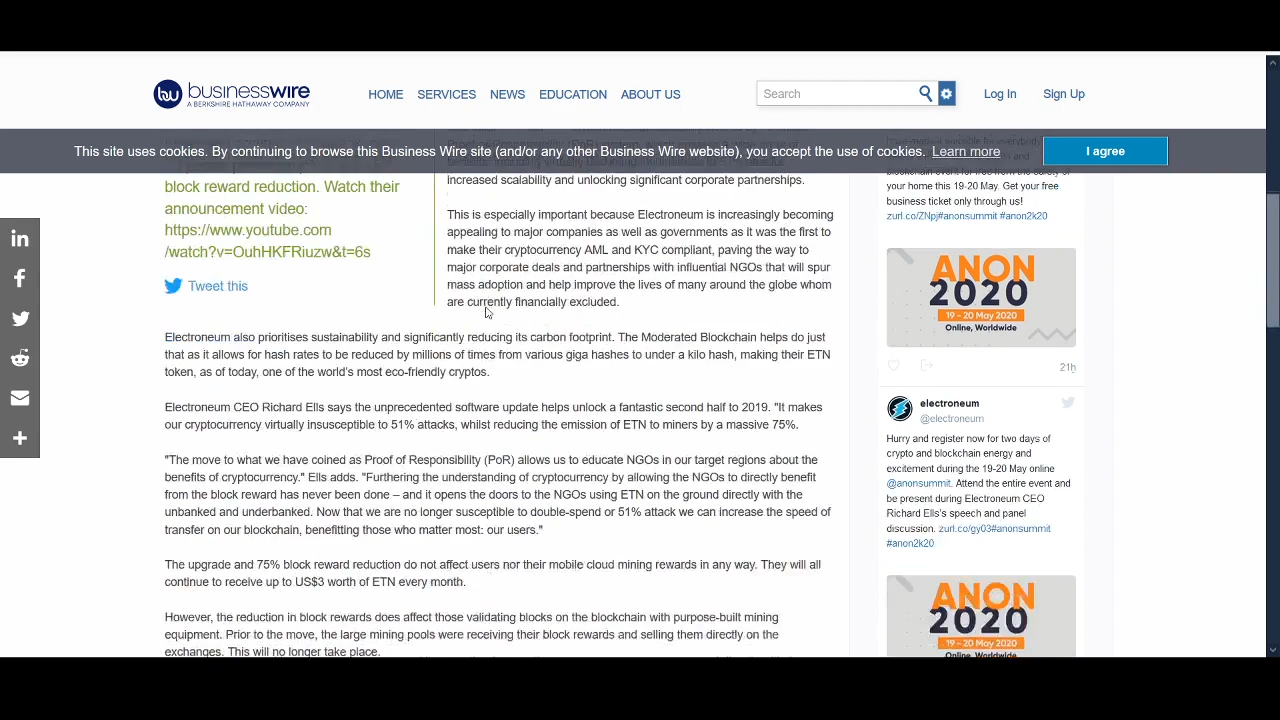 businesswire
A BERKSHIRE HATHAWAY COMPANY
HOME
SERVICES
NEWS
EDUCATION
ABOUT US
Search
Log In
Sign Up
This site uses cookies. By continuing to browse this Business Wire site (and/or any other Business Wire website), you accept the use of cookies. Learn more
I agree
block reward reduction. Watch their
announcement video:
https://www.youtube.com
/watch?v=OuhHKFRiuzw&t=6s
Tweet this
increased scalability and unlocking significant corporate partnerships.
This is especially important because Electroneum is increasingly becoming
appealing to major companies as well as governments as it was the first to
make their cryptocurrency AML and KYC compliant, paving the way to
major corporate deals and partnerships with influential NGOs that will spur
mass adoption and help improve the lives of many around the globe whom
are currently financially excluded.
Electroneum also prioritises sustainability and significantly reducing its carbon footprint. The Moderated Blockchain helps do just
that as it allows for hash rates to be reduced by millions of times from various giga hashes to under a kilo hash, making their ETN
token, as of today, one of the world's most eco-friendly cryptos.
Electroneum CEO Richard Ells says the unprecedented software update helps unlock a fantastic second half to 2019. "It makes
our cryptocurrency virtually insusceptible to 51% attacks, whilst reducing the emission of ETN to miners by a massive 75%.
"The move to what we have coined as Proof of Responsibility (PoR) allows us to educate NGOs in our target regions about the
benefits of cryptocurrency." Ells adds. "Furthering the understanding of cryptocurrency by allowing the NGOs to directly benefit
from the block reward has never been done – and it opens the doors to the NGOs using ETN on the ground directly with the
unbanked and underbanked. Now that we are no longer susceptible to double-spend or 51% attack we can increase the speed of
transfer on our blockchain, benefitting those who matter most: our users."
The upgrade and 75% block reward reduction do not affect users nor their mobile cloud mining rewards in any way. They will all
continue to receive up to US$3 worth of ETN every month.
However, the reduction in block rewards does affect those validating blocks on the blockchain with purpose-built mining
equipment. Prior to the move, the large mining pools were receiving their block rewards and selling them directly on the
exchanges. This will no longer take place.
your home this 19-20 May. Get your free
business ticket only through us!
zurl.co/ZNpj#anonsummit #anon2k20
ANON
2020
19 - 20 May 2020
Online, Worldwide
21h
electroneum
@electroneum
Hurry and register now for two days of
crypto and blockchain energy and
excitement during the 19-20 May online
@anonsummit. Attend the entire event and
be present during Electroneum CEO
Richard Ells's speech and panel
discussion. zurl.co/gy03#anonsummit
#anon2k20
ANON
2020
19 - 20 May 2020
Online, Worldwide